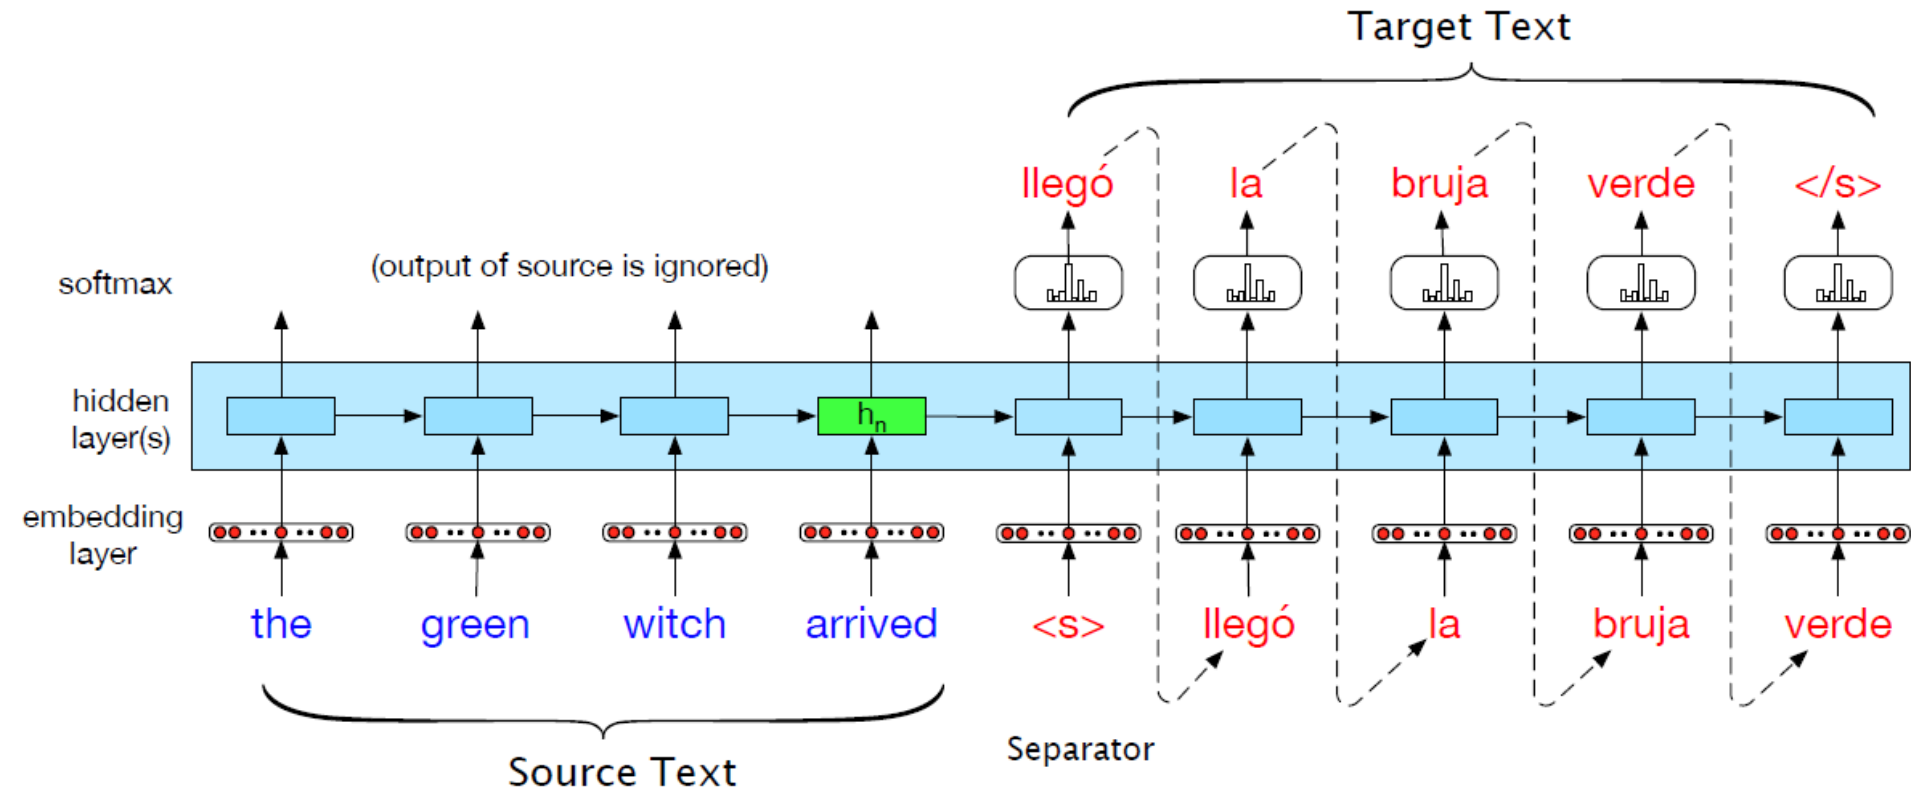 Target Text
llegó la bruja verde </s>
softmax
(output of source is ignored)
hidden
layer(s)
hn
embedding
layer
the green witch arrived <s> llegó la bruja verde
Separator
Source Text